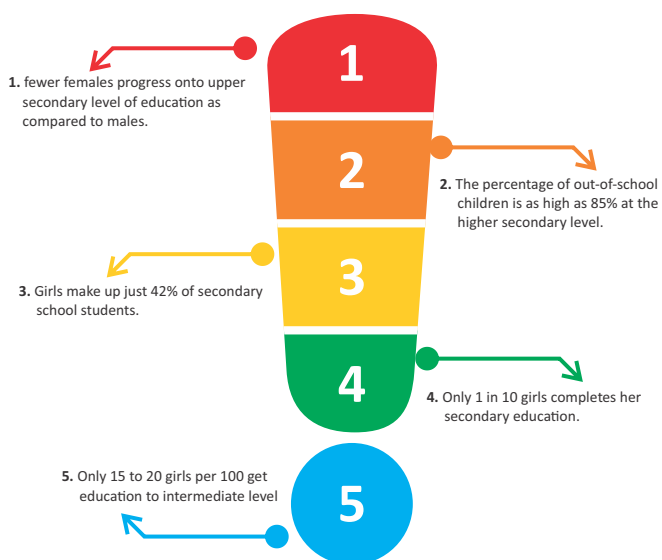 1
1. fewer females progress onto upper
secondary level of education as
compared to males.
2
2. The percentage of out-of-school
children is as high as 85% at the
higher secondary level.
3
3. Girls make up just 42% of secondary
school students.
4
4. Only 1 in 10 girls completes her
secondary education.
5. Only 15 to 20 girls per 100 get
education to intermediate level
5